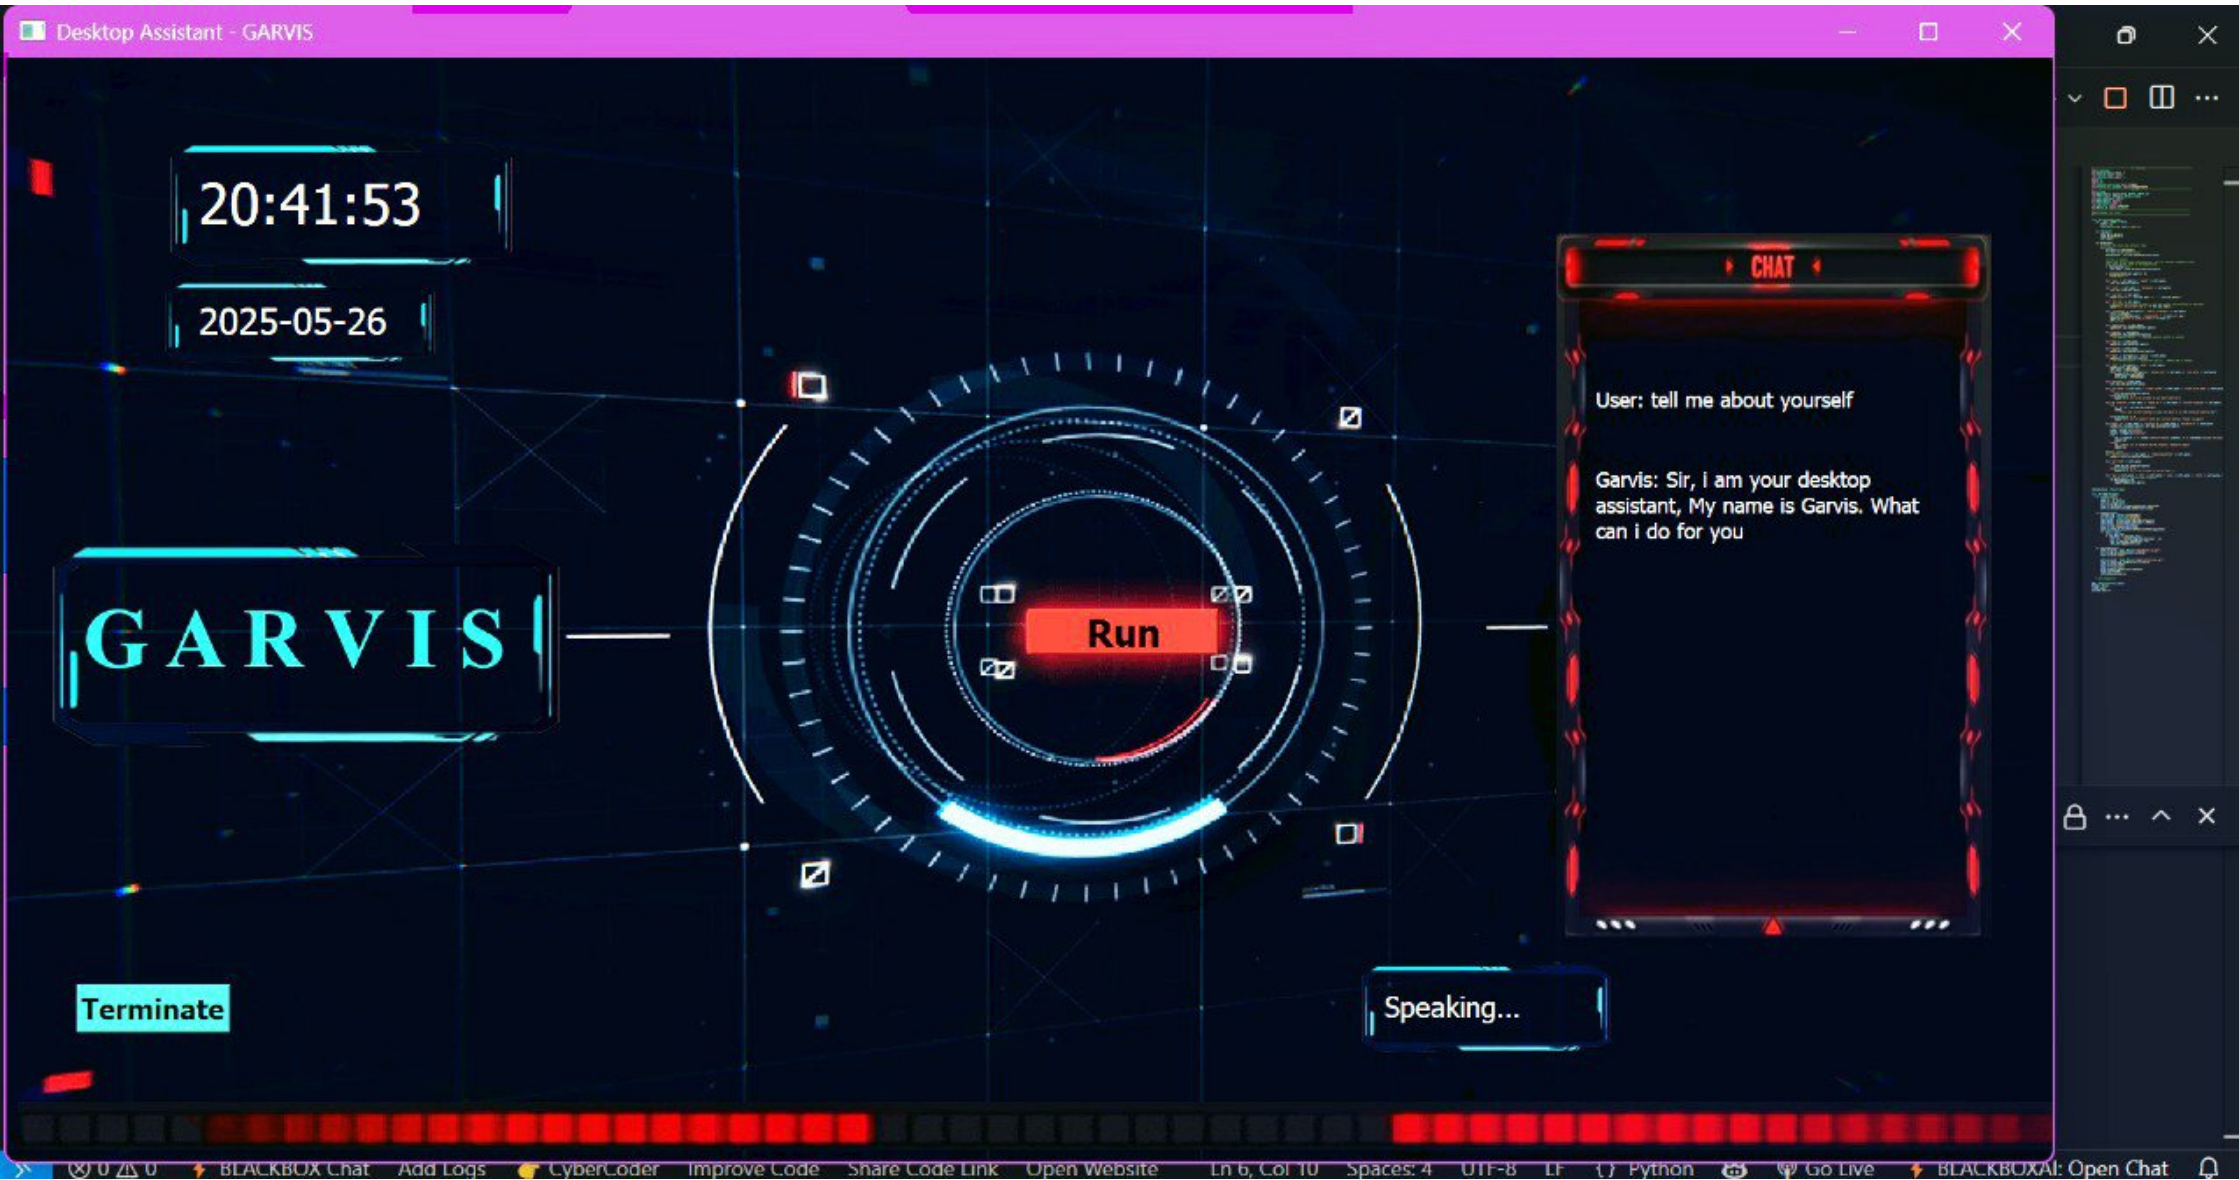 Desktop Assistant - GARVIS
20:41:53
2025-05-26
CHAT
User: tell me about yourself
Garvis: Sir, i am your desktop
assistant, My name is Garvis. What
can i do for you
GARVIS
Run
Terminate
Speaking...
0 0 BLACKBOX Chat Add Logs CyberCoder Improve Code Share Code Link Open Website Ln 6, Col 10 Spaces: 4 UTF-8 LF {} Python Go Live BLACKBOXAI: Open Chat